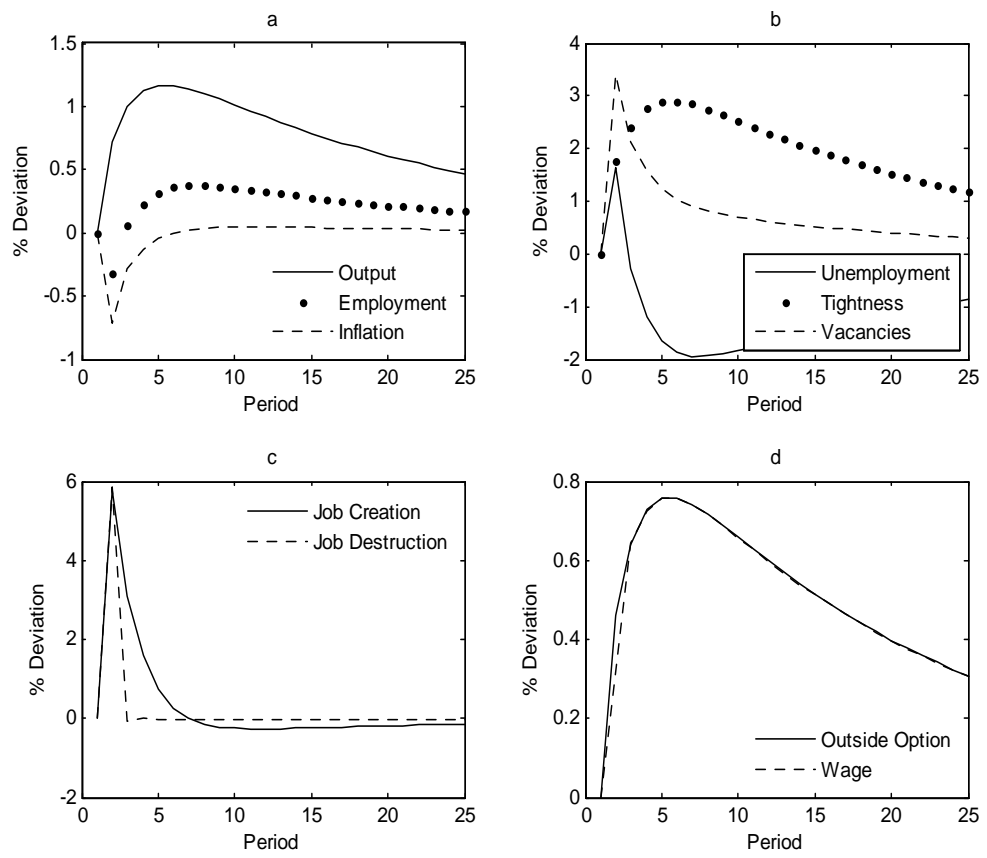 a
1.5
1
0.5
0
0.5
-1
0
5
10
15
20
25
% Deviation
Period
Output
Employment
Inflation
b
4
3
2
1
0
-1
-2
0
5
10
15
20
25
% Deviation
Period
Unemployment
Tightness
Vacancies
c
6
4
2
0
-2
0
5
10
15
20
25
% Deviation
Period
Job Creation
Job Destruction
d
0.8
0.6
0.4
0.2
0
0
5
10
15
20
25
% Deviation
Period
Outside Option
Wage